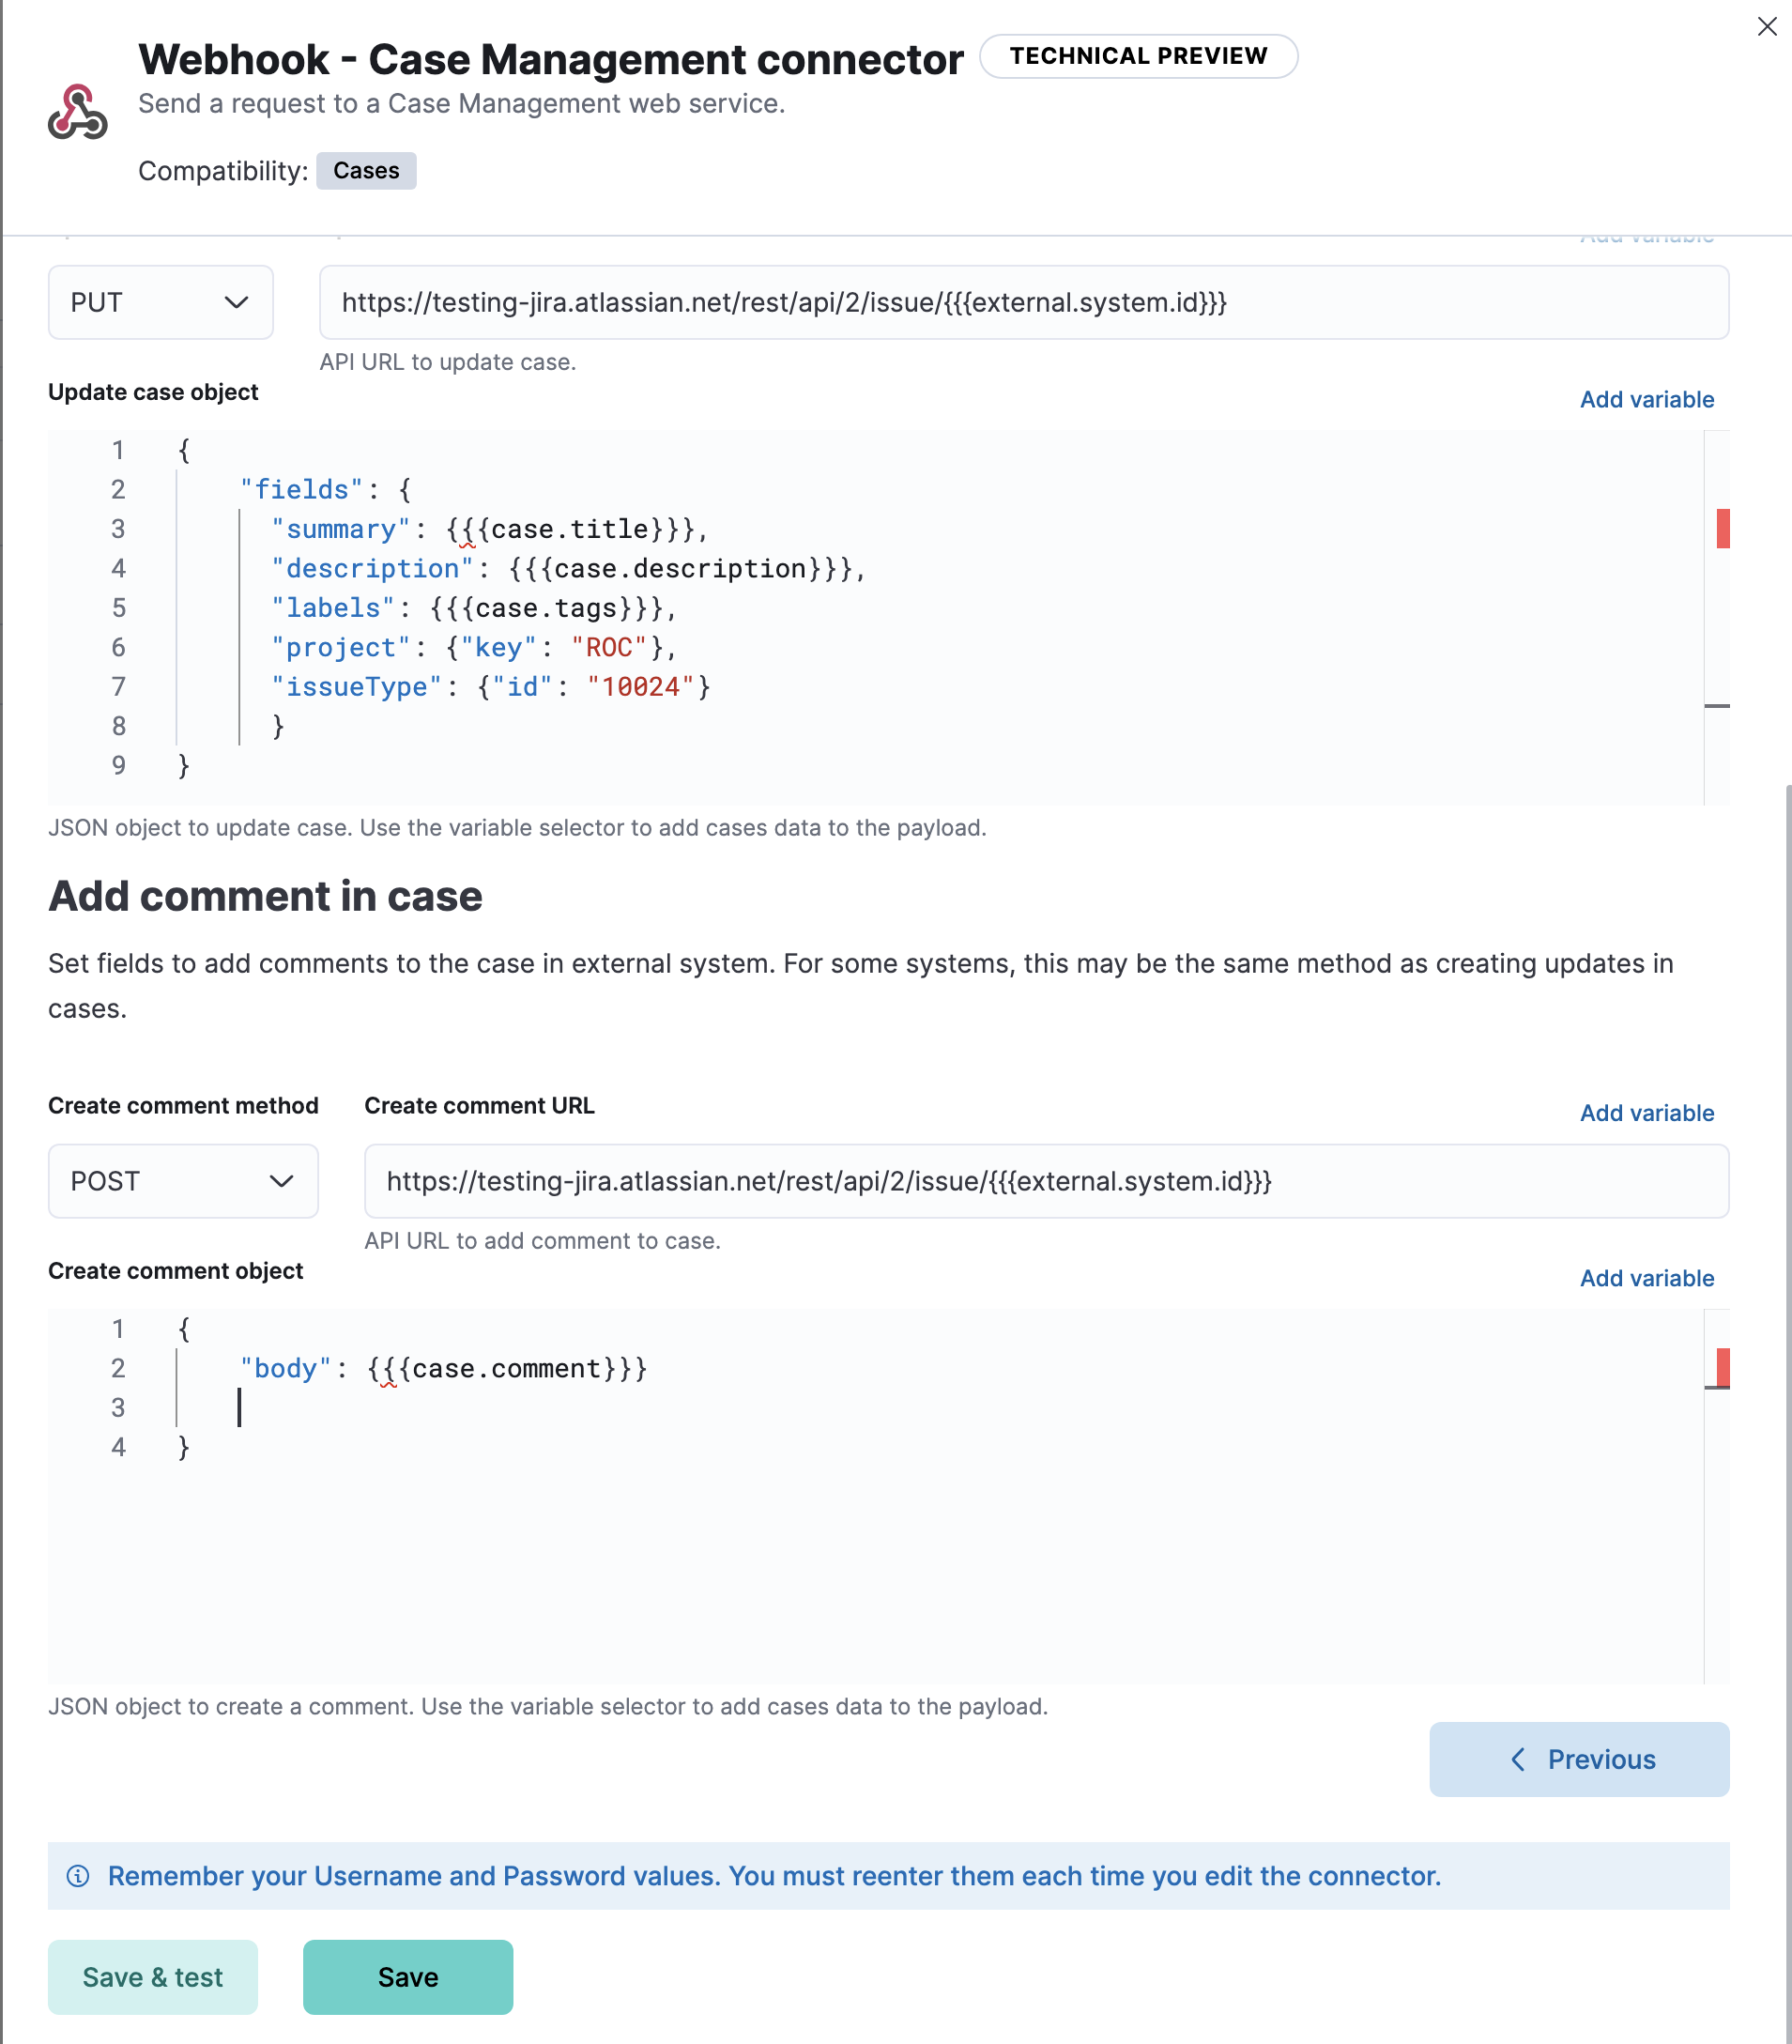 Webhook - Case Management connector TECHNICAL PREVIEW
Send a request to a Case Management web service.
Compatibility: Cases
Add variable
PUT https://testing-jira.atlassian.net/rest/api/2/issue/{{{external.system.id}}}
API URL to update case.
Update case object Add variable
1 {
2 "fields": {
3 "summary": {{{case.title}}},
4 "description": {{{case.description}}},
5 "labels": {{{case.tags}}},
6 "project": {"key": "ROC"},
7 "issueType": {"id": "10024"}
8 }
9 }
JSON object to update case. Use the variable selector to add cases data to the payload.
Add comment in case
Set fields to add comments to the case in external system. For some systems, this may be the same method as creating updates in
cases.
Create comment method Create comment URL Add variable
POST https://testing-jira.atlassian.net/rest/api/2/issue/{{{external.system.id}}}
API URL to add comment to case.
Create comment object Add variable
1 {
2 "body": {{{case.comment}}}
3
4 }
JSON object to create a comment. Use the variable selector to add cases data to the payload.
Previous
Remember your Username and Password values. You must reenter them each time you edit the connector.
Save & test Save